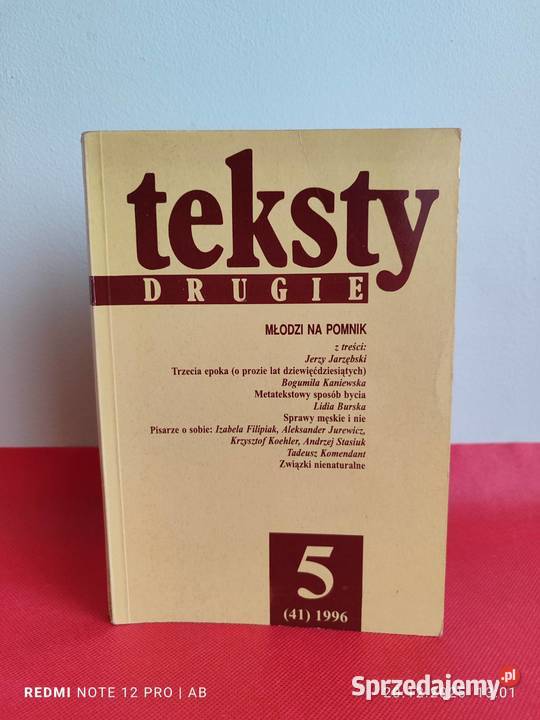 teksty
DRUGIE
MŁODZI NA POMNIK
z treści:
Jerzy Jarzębski
Trzecia epoka (o prozie lat dziewięćdziesiątych)
Bogumiła Kaniewska
Metatekstowy sposób bycia
Lidia Burska
Sprawy męskie i nie
Pisarze o sobie: Izabela Filipiak, Aleksander Jurewicz,
Krzysztof Koehler, Andrzej Stasiuk
Tadeusz Komendant
Związki nienaturalne
5
(41) 1996
REDMI NOTE 12 PRO | AB
Sprzedajemy.pl